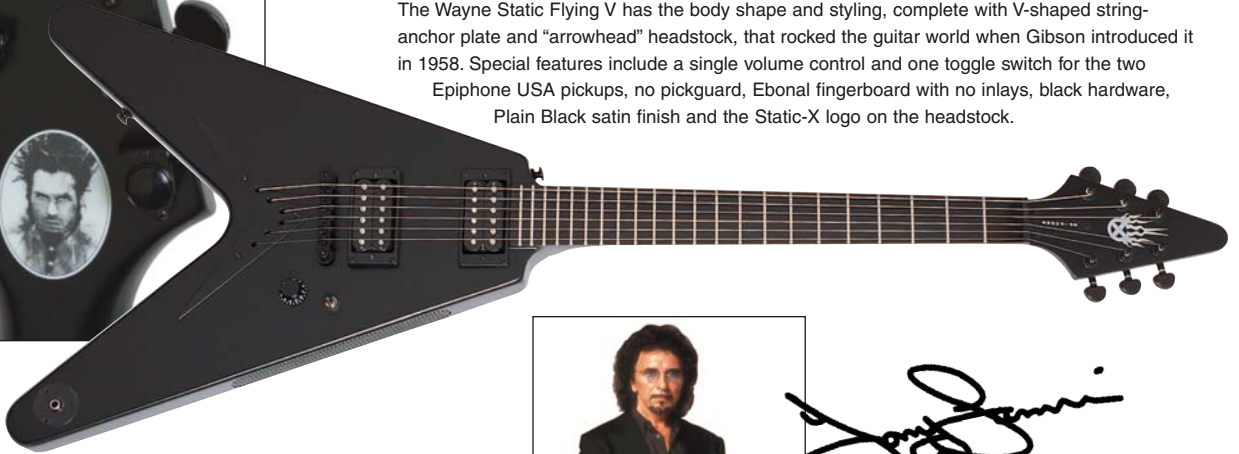 The Wayne Static Flying V has the body shape and styling, complete with V-shaped string-
anchor plate and “arrowhead” headstock, that rocked the guitar world when Gibson introduced it
in 1958. Special features include a single volume control and one toggle switch for the two
Epiphone USA pickups, no pickguard, Ebonal fingerboard with no inlays, black hardware,
Plain Black satin finish and the Static-X logo on the headstock.